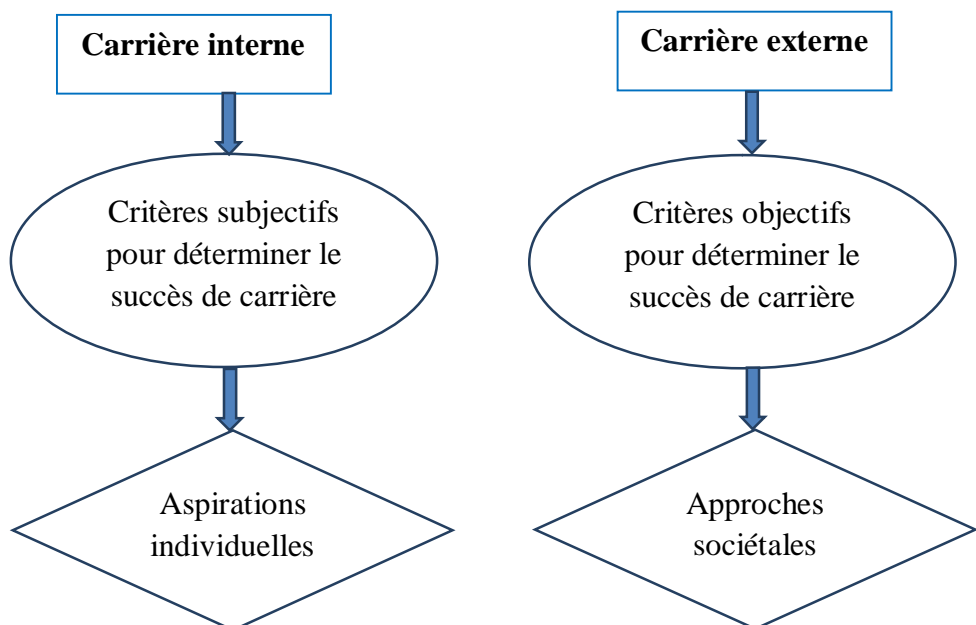 Carrière interne
Critères subjectifs
pour déterminer le
succès de carrière
Aspirations
individuelles
Carrière externe
Critères objectifs
pour déterminer le
succès de carrière
Approches
sociétales